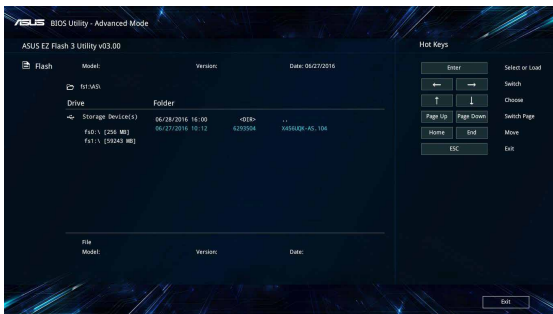 ASUS BIOS Utility - Advanced Mode
ASUS EZ Flash 3 Utility v03.00
Hot Keys
Flash Model: Version: Date: 06/27/2016
fs1:\AS\
Drive Folder
Storage Device(s)
fs0:\ [256 MB]
fs1:\ [59243 MB]
06/28/2016 16:00 <DIR> ..
06/27/2016 10:12 6293504 X456UQK-AS.104
File
Model: Version: Date:
Enter Select or Load
← → Switch
↑ ↓ Choose
Page Up Page Down Switch Page
Home End Move
ESC Exit
Exit